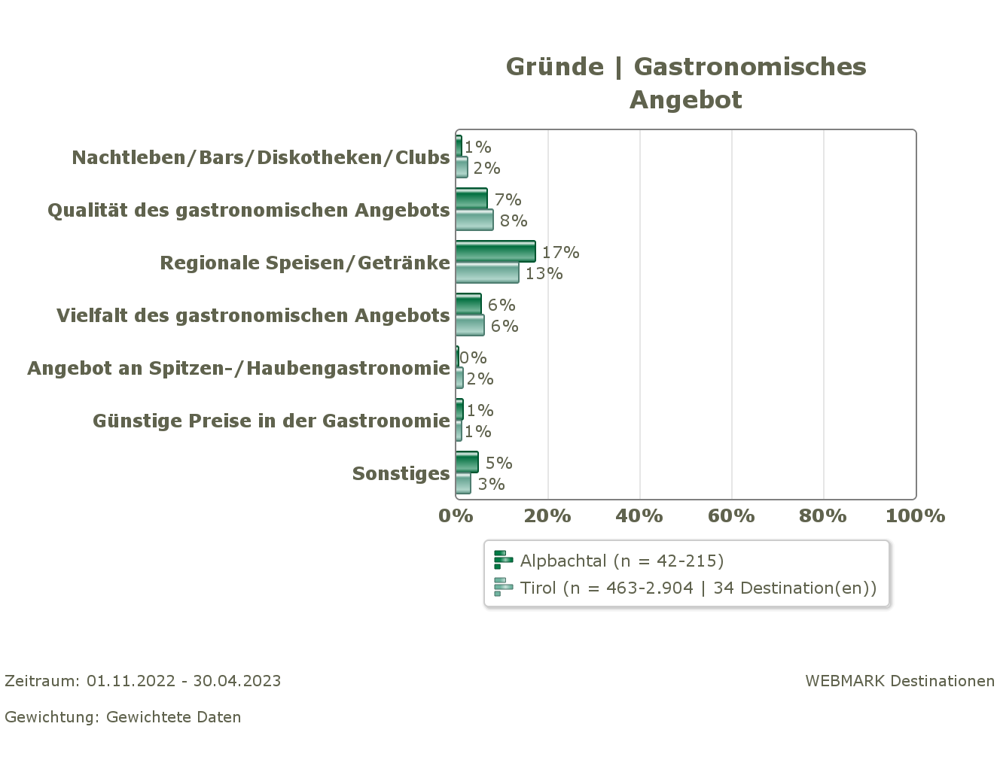 Gründe | Gastronomisches
Angebot
Nachtleben/Bars/Diskotheken/Clubs
1%
2%
Qualität des gastronomischen Angebots
7%
8%
Regionale Speisen/Getränke
17%
13%
Vielfalt des gastronomischen Angebots
6%
6%
Angebot an Spitzen-/Haubengastronomie
0%
2%
Günstige Preise in der Gastronomie
1%
1%
Sonstiges
5%
3%
0% 20% 40% 60% 80% 100%
Alpbachtal (n = 42-215)
Tirol (n = 463-2.904 | 34 Destination(en))
Zeitraum: 01.11.2022 - 30.04.2023
WEBMARK Destinationen
Gewichtung: Gewichtete Daten